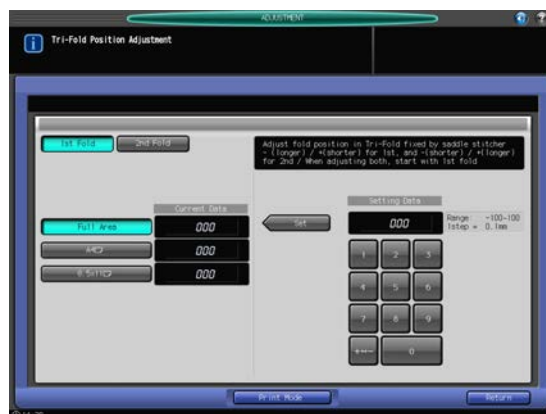 ADJUSTMENT
Tri-Fold Position Adjustment
1st Fold
2nd Fold
Adjust fold position in Tri-Fold fixed by saddle stitcher
- (longer) / +(shorter) for 1st, and -(shorter) / +(longer)
for 2nd / When adjusting both, start with 1st fold
Current Data
Setting Data
Full Area
000
Set
000
Range -100-100
1step = 0.1mm
A4
000
8.5x11
000
1 2 3
4 5 6
7 8 9
+↔- 0
Print Mode
Return